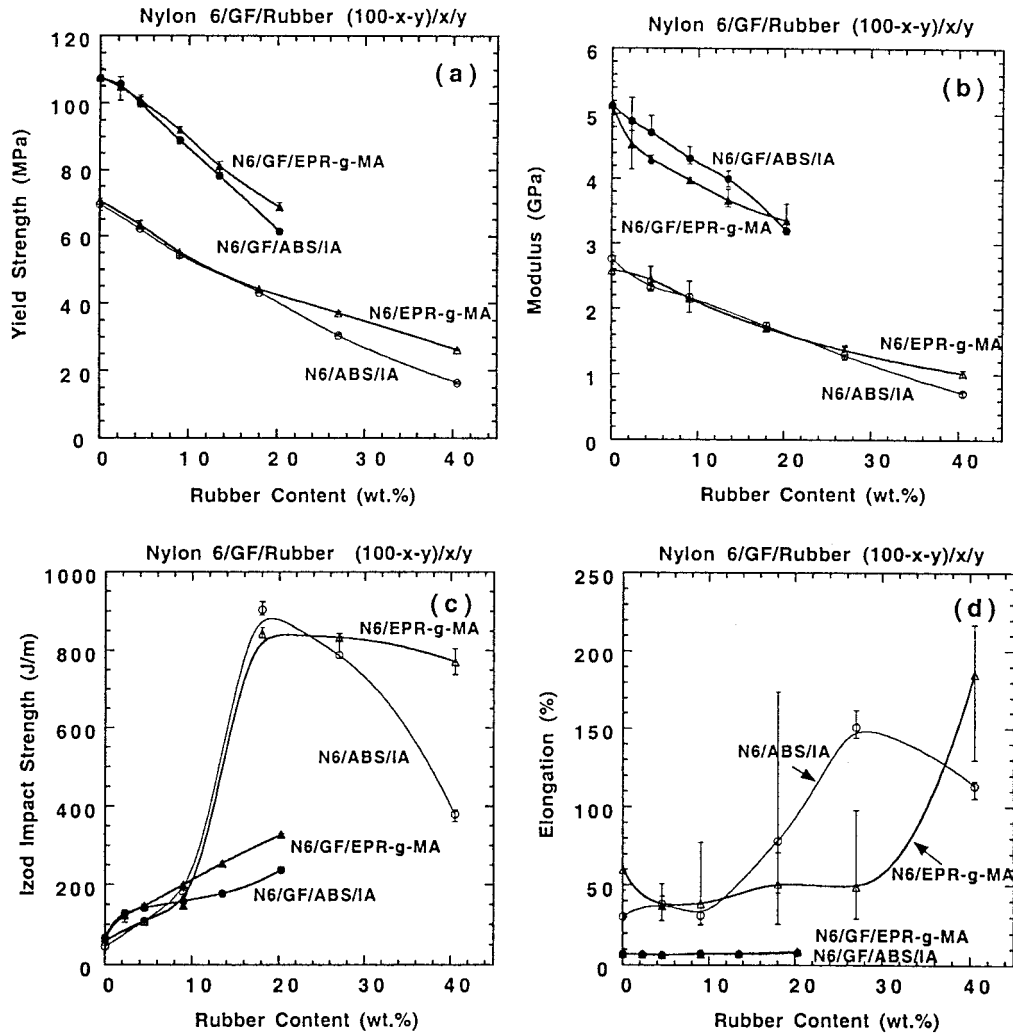 Nylon 6/GF/Rubber (100-x-y)/x/y
(a)
Yield Strength (MPa)
120
100
80
60
40
20
0
N6/GF/EPR-g-MA
N6/GF/ABS/IA
N6/EPR-g-MA
N6/ABS/IA
0 10 20 30 40
Rubber Content (wt.%)
Nylon 6/GF/Rubber (100-x-y)/x/y
(b)
Modulus (GPa)
6
5
4
3
2
1
0
N6/GF/ABS/IA
N6/GF/EPR-g-MA
N6/EPR-g-MA
N6/ABS/IA
0 10 20 30 40
Rubber Content (wt.%)
Nylon 6/GF/Rubber (100-x-y)/x/y
(c)
Izod Impact Strength (J/m)
1000
800
600
400
200
0
N6/EPR-g-MA
N6/ABS/IA
N6/GF/EPR-g-MA
N6/GF/ABS/IA
0 10 20 30 40
Rubber Content (wt.%)
Nylon 6/GF/Rubber (100-x-y)/x/y
(d)
Elongation (%)
250
200
150
100
50
0
N6/ABS/IA
N6/EPR-g-MA
N6/GF/EPR-g-MA
N6/GF/ABS/IA
0 10 20 30 40
Rubber Content (wt.%)